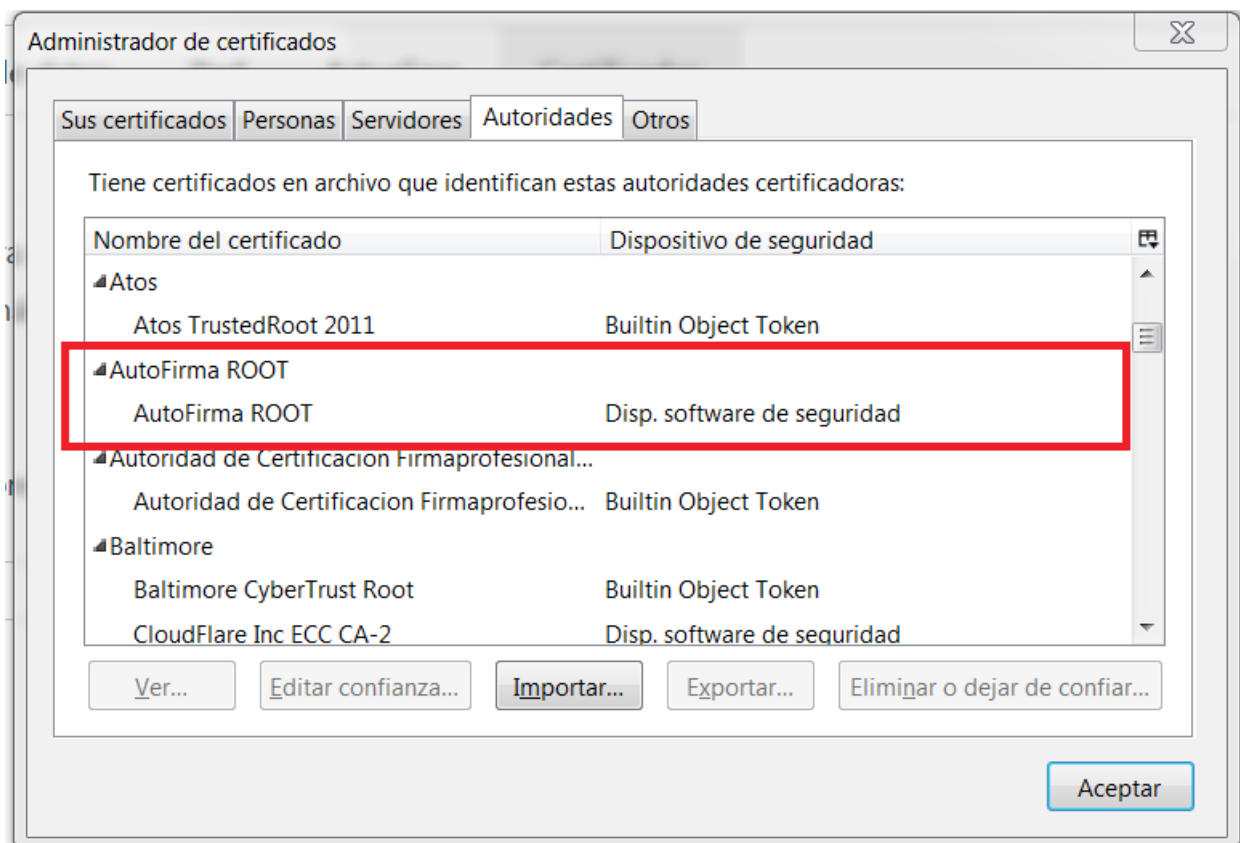 Administrador de certificados
Sus certificados Personas Servidores Autoridades Otros
Tiene certificados en archivo que identifican estas autoridades certificadoras:
Nombre del certificado Dispositivo de seguridad
Atos
Atos TrustedRoot 2011 Builtin Object Token
AutoFirma ROOT
AutoFirma ROOT Disp. software de seguridad
Autoridad de Certificacion Firmaprofesional...
Autoridad de Certificacion Firmaprofesio... Builtin Object Token
Baltimore
Baltimore CyberTrust Root Builtin Object Token
CloudFlare Inc ECC CA-2 Disp. software de seguridad
Ver... Editar confianza... Importar... Exportar... Eliminar o dejar de confiar...
Aceptar